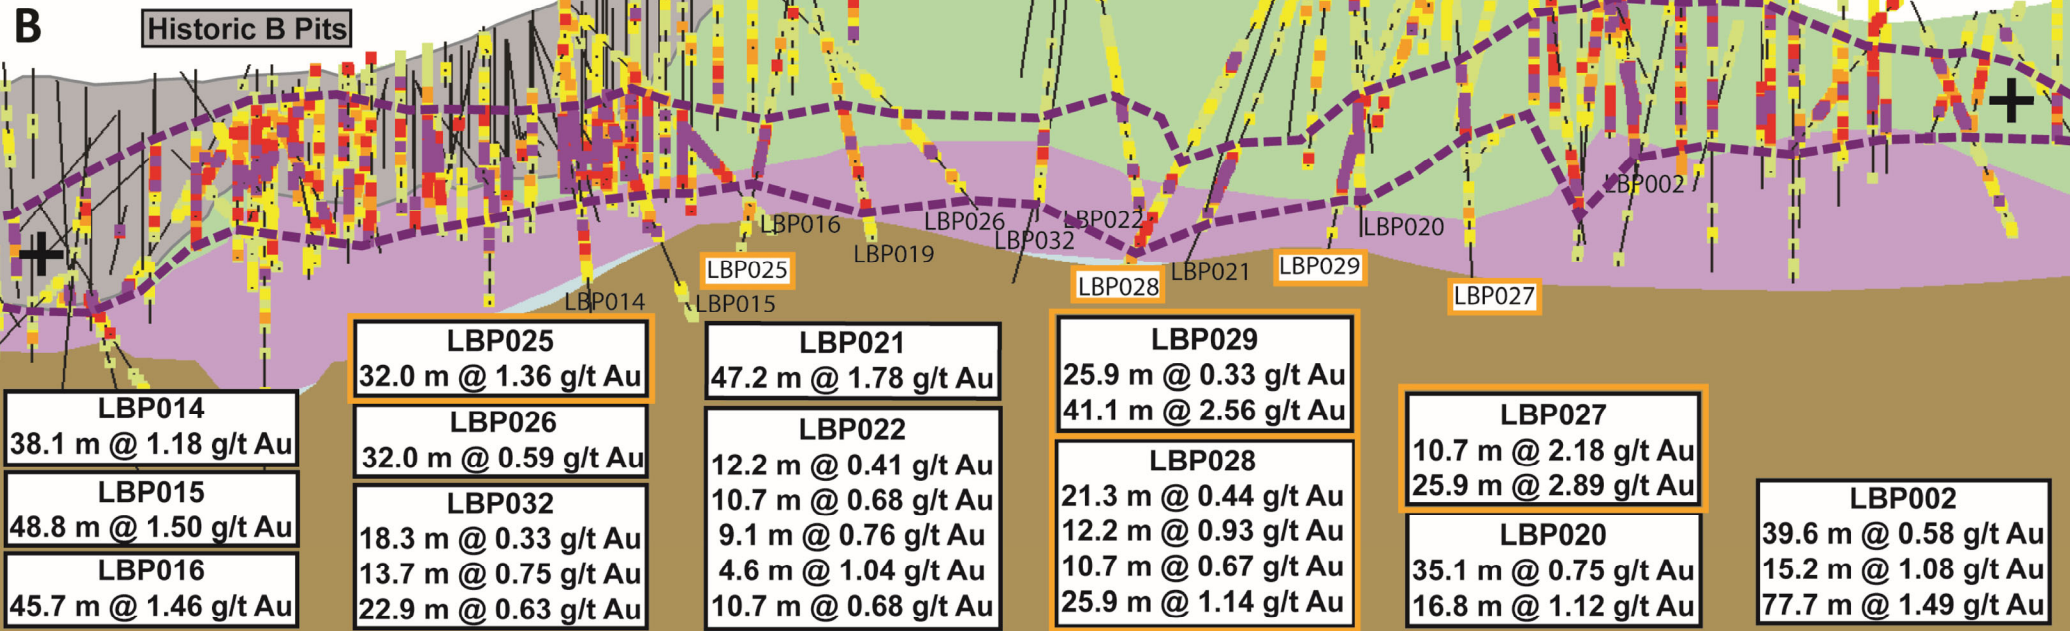 B
Historic B Pits
LBP002
LBP016
LBP026
LBP022
LBP020
LBP032
LBP019
LBP025
LBP021
LBP029
LBP028
LBP027
LBP014
LBP015
LBP014
38.1 m @ 1.18 g/t Au
LBP015
48.8 m @ 1.50 g/t Au
LBP016
45.7 m @ 1.46 g/t Au
LBP025
32.0 m @ 1.36 g/t Au
LBP026
32.0 m @ 0.59 g/t Au
LBP032
18.3 m @ 0.33 g/t Au
13.7 m @ 0.75 g/t Au
22.9 m @ 0.63 g/t Au
LBP021
47.2 m @ 1.78 g/t Au
LBP022
12.2 m @ 0.41 g/t Au
10.7 m @ 0.68 g/t Au
9.1 m @ 0.76 g/t Au
4.6 m @ 1.04 g/t Au
10.7 m @ 0.68 g/t Au
LBP029
25.9 m @ 0.33 g/t Au
41.1 m @ 2.56 g/t Au
LBP028
21.3 m @ 0.44 g/t Au
12.2 m @ 0.93 g/t Au
10.7 m @ 0.67 g/t Au
25.9 m @ 1.14 g/t Au
LBP027
10.7 m @ 2.18 g/t Au
25.9 m @ 2.89 g/t Au
LBP020
35.1 m @ 0.75 g/t Au
16.8 m @ 1.12 g/t Au
LBP002
39.6 m @ 0.58 g/t Au
15.2 m @ 1.08 g/t Au
77.7 m @ 1.49 g/t Au